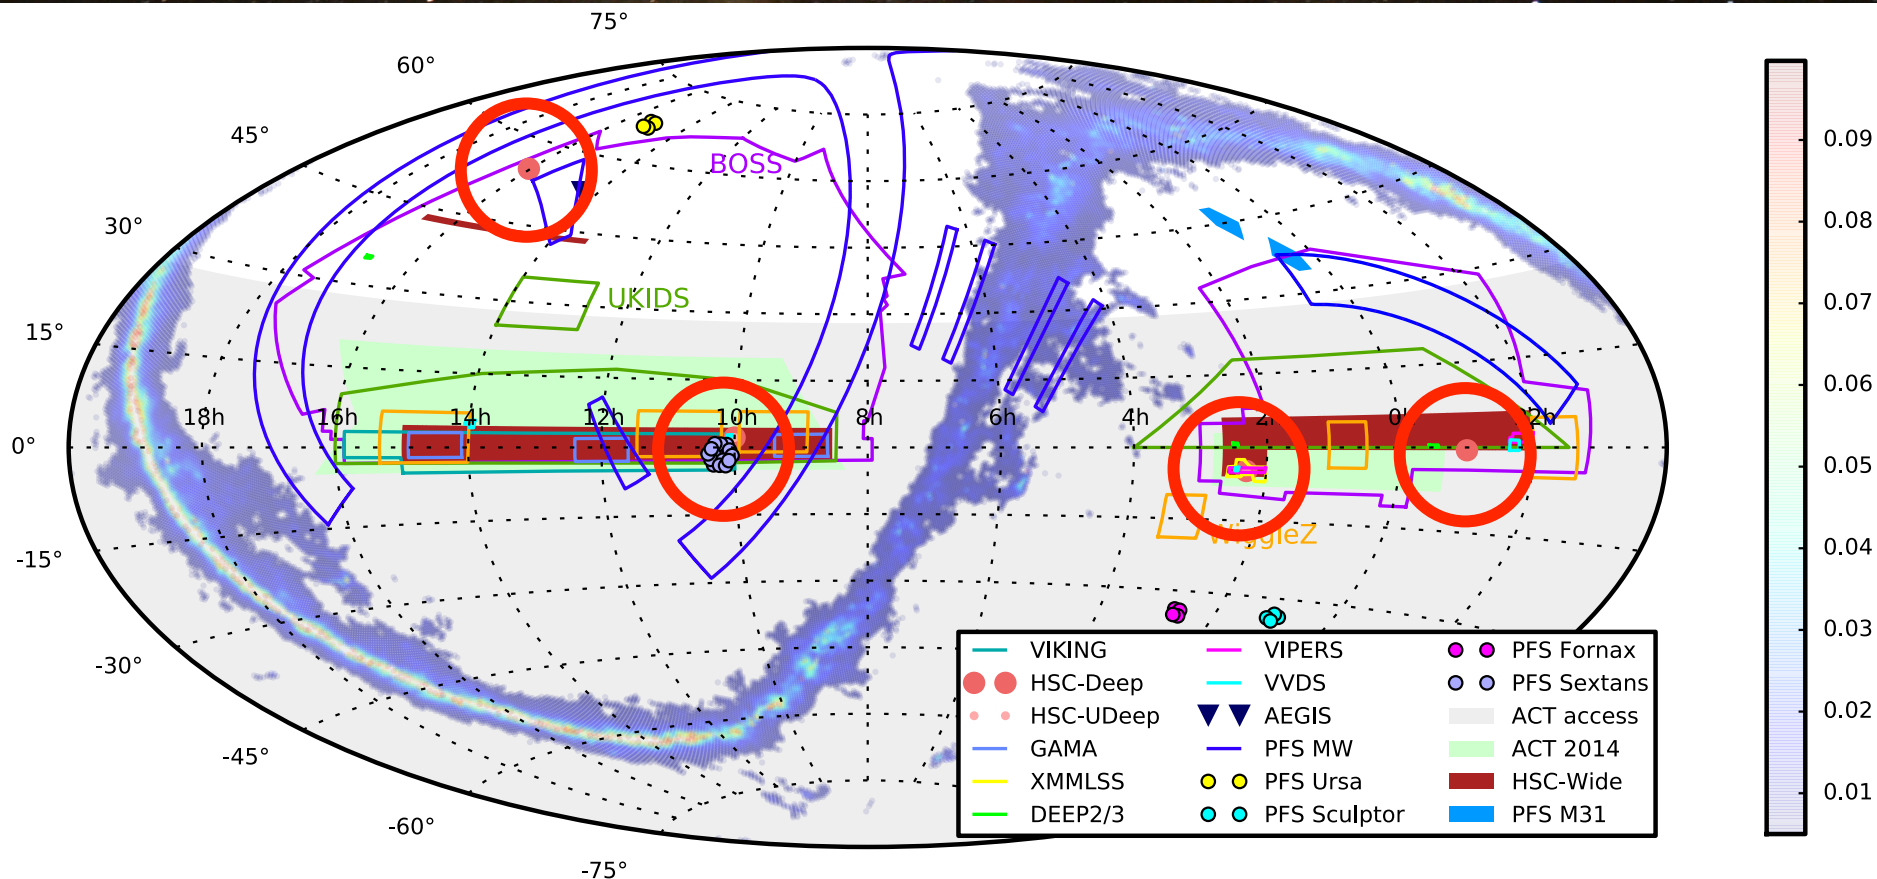 75°
60°
45°
30°
15°
0°
-15°
-30°
-45°
-60°
-75°
BOSS
UKIDS
18h 16h 14h 12h 10h 8h 6h 4h 2h 0h 22h
WiggleZ
VIKING
HSC-Deep
HSC-UDeep
GAMA
XMMLSS
DEEP2/3
VIPERS
VVDS
AEGIS
PFS MW
PFS Ursa
PFS Sculptor
PFS Fornax
PFS Sextans
ACT access
ACT 2014
HSC-Wide
PFS M31
0.09
0.08
0.07
0.06
0.05
0.04
0.03
0.02
0.01